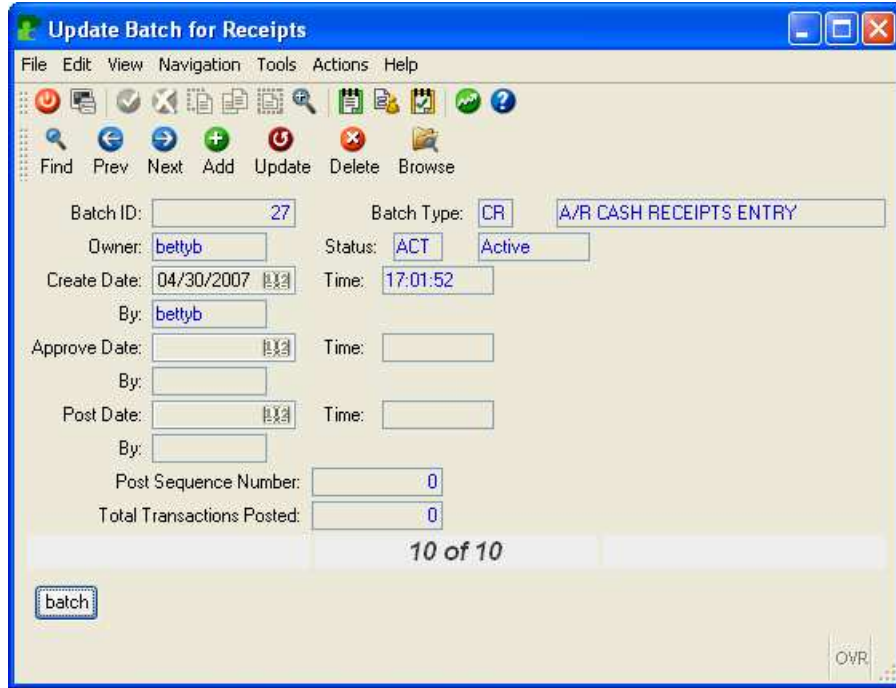 Update Batch for Receipts
File Edit View Navigation Tools Actions Help
Find Prev Next Add Update Delete Browse
Batch ID: 27 Batch Type: CR A/R CASH RECEIPTS ENTRY
Owner: bettyb Status: ACT Active
Create Date: 04/30/2007 Time: 17:01:52
By: bettyb
Approve Date: Time:
By:
Post Date: Time:
By:
Post Sequence Number: 0
Total Transactions Posted: 0
10 of 10
batch
OVR